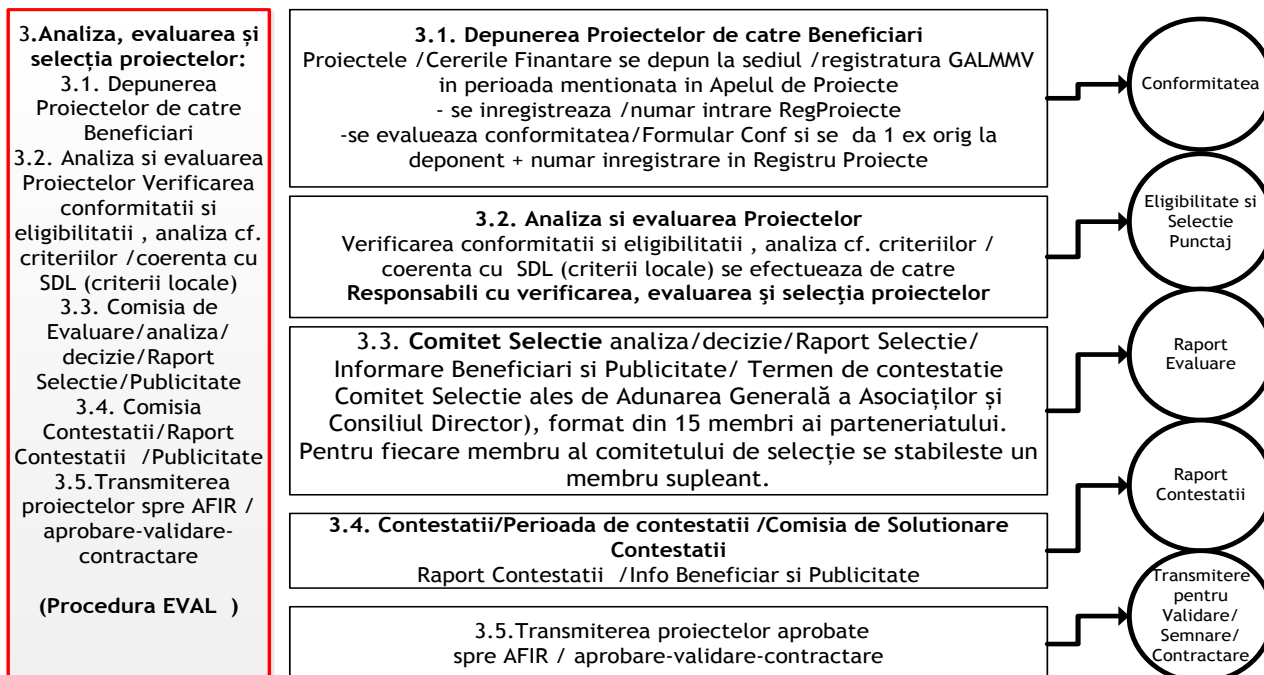 3.Analiza, evaluarea și
selecția proiectelor:
3.1. Depunerea
Proiectelor de catre
Beneficiari
3.2. Analiza si evaluarea
Proiectelor Verificarea
conformitatii si
eligibilitatii , analiza cf.
criteriilor /coerenta cu
SDL (criterii locale)
3.3. Comisia de
Evaluare/analiza/
decizie/Raport
Selectie/Publicitate
3.4. Comisia
Contestatii/Raport
Contestatii /Publicitate
3.5.Transmiterea
proiectelor spre AFIR /
aprobare-validare-
contractare
(Procedura EVAL )
3.1. Depunerea Proiectelor de catre Beneficiari
Proiectele /Cererile Finantare se depun la sediul /registratura GALMMV
in perioada mentionata in Apelul de Proiecte
- se inregistreaza /numar intrare RegProiecte
-se evalueaza conformitatea/Formular Conf si se da 1 ex orig la
deponent + numar inregistrare in Registru Proiecte
Conformitatea
3.2. Analiza si evaluarea Proiectelor
Verificarea conformitatii si eligibilitatii , analiza cf. criteriilor /
coerenta cu SDL (criterii locale) se efectueaza de catre
Responsabili cu verificarea, evaluarea şi selecţia proiectelor
Eligibilitate si
Selectie
Punctaj
3.3. Comitet Selectie analiza/decizie/Raport Selectie/
Informare Beneficiari si Publicitate/ Termen de contestatie
Comitet Selectie ales de Adunarea Generală a Asociaților și
Consiliul Director), format din 15 membri ai parteneriatului.
Pentru fiecare membru al comitetului de selecție se stabileste un
membru supleant.
Raport
Evaluare
3.4. Contestatii/Perioada de contestatii /Comisia de Solutionare
Contestatii
Raport Contestatii /Info Beneficiar si Publicitate
Raport
Contestatii
3.5.Transmiterea proiectelor aprobate
spre AFIR / aprobare-validare-contractare
Transmitere
pentru
Validare/
Semnare/
Contractare